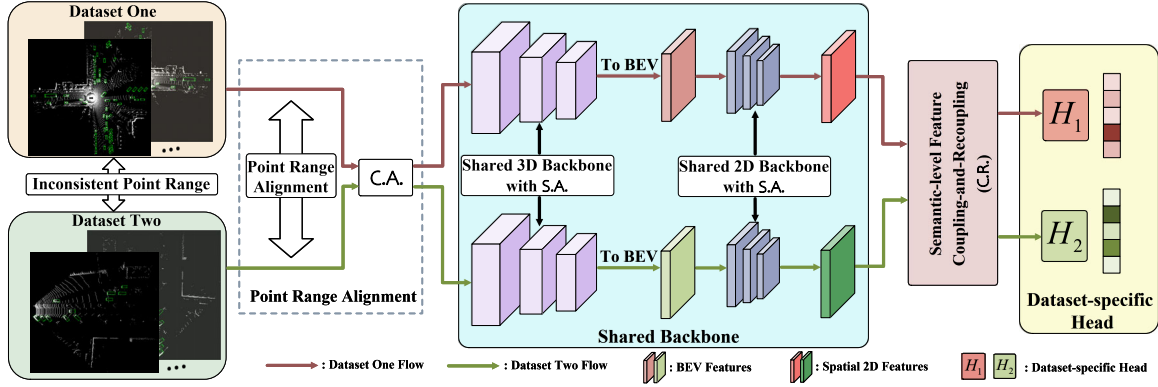 Dataset One
Inconsistent Point Range
Dataset Two
Point Range
Alignment
C.A.
Point Range Alignment
To BEV
Shared 3D Backbone
with S.A.
Shared 2D Backbone
with S.A.
To BEV
Shared Backbone
Semantic-level Feature
Coupling-and-Recoupling
(C.R.)
H1
H2
Dataset-specific
Head
: Dataset One Flow
: Dataset Two Flow
: BEV Features
: Spatial 2D Features
H1
H2
: Dataset-specific Head